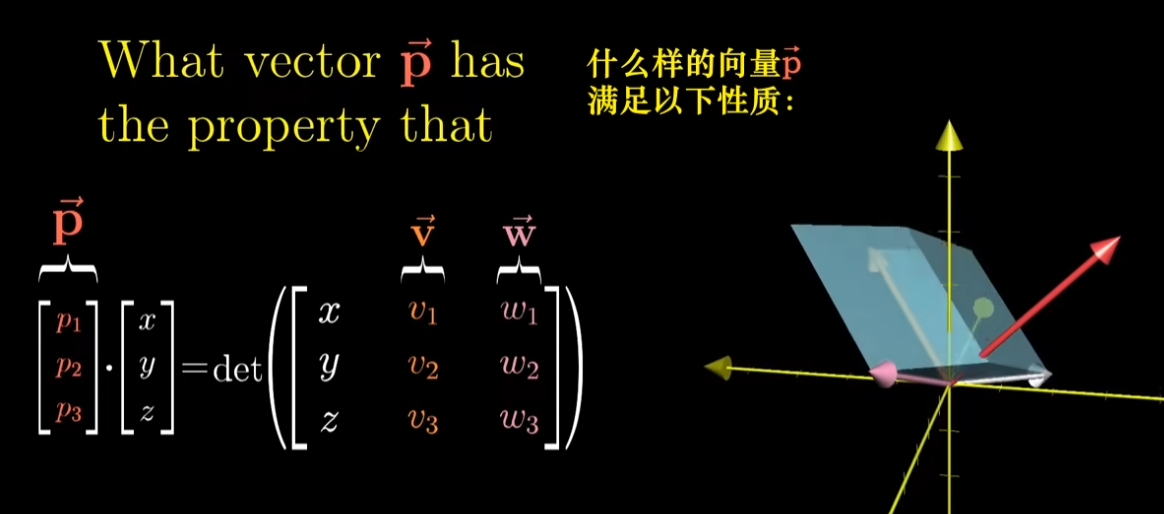 What vector p⃗ has
the property that
什么样的向量p⃗
满足以下性质：
p⃗ v⃗ w⃗
[p₁ p₂ p₃] · [x y z] = det([x v₁ w₁
y v₂ w₂
z v₃ w₃])